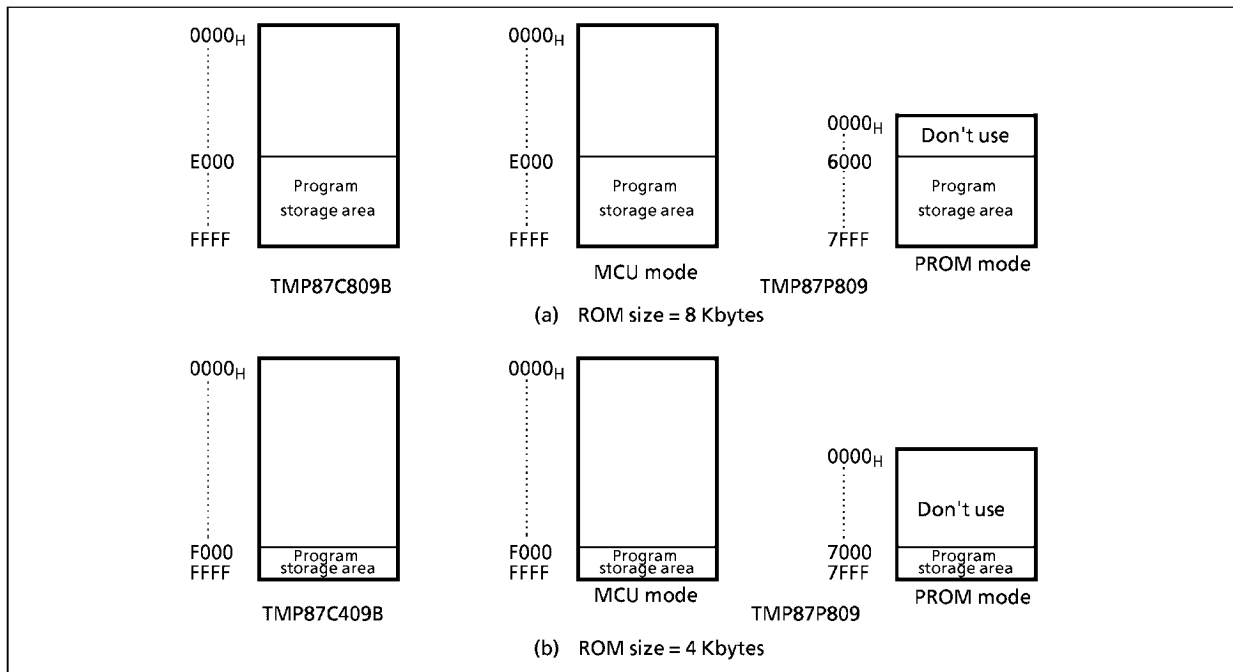 0000H
E000
Program
storage area
FFFF
TMP87C809B
0000H
E000
Program
storage area
FFFF
MCU mode
0000H
Don't use
6000
Program
storage area
7FFF
PROM mode
TMP87P809
(a) ROM size = 8 Kbytes
0000H
F000
Program
storage area
FFFF
TMP87C409B
0000H
F000
Program
storage area
FFFF
MCU mode
0000H
Don't use
7000
Program
storage area
7FFF
PROM mode
TMP87P809
(b) ROM size = 4 Kbytes